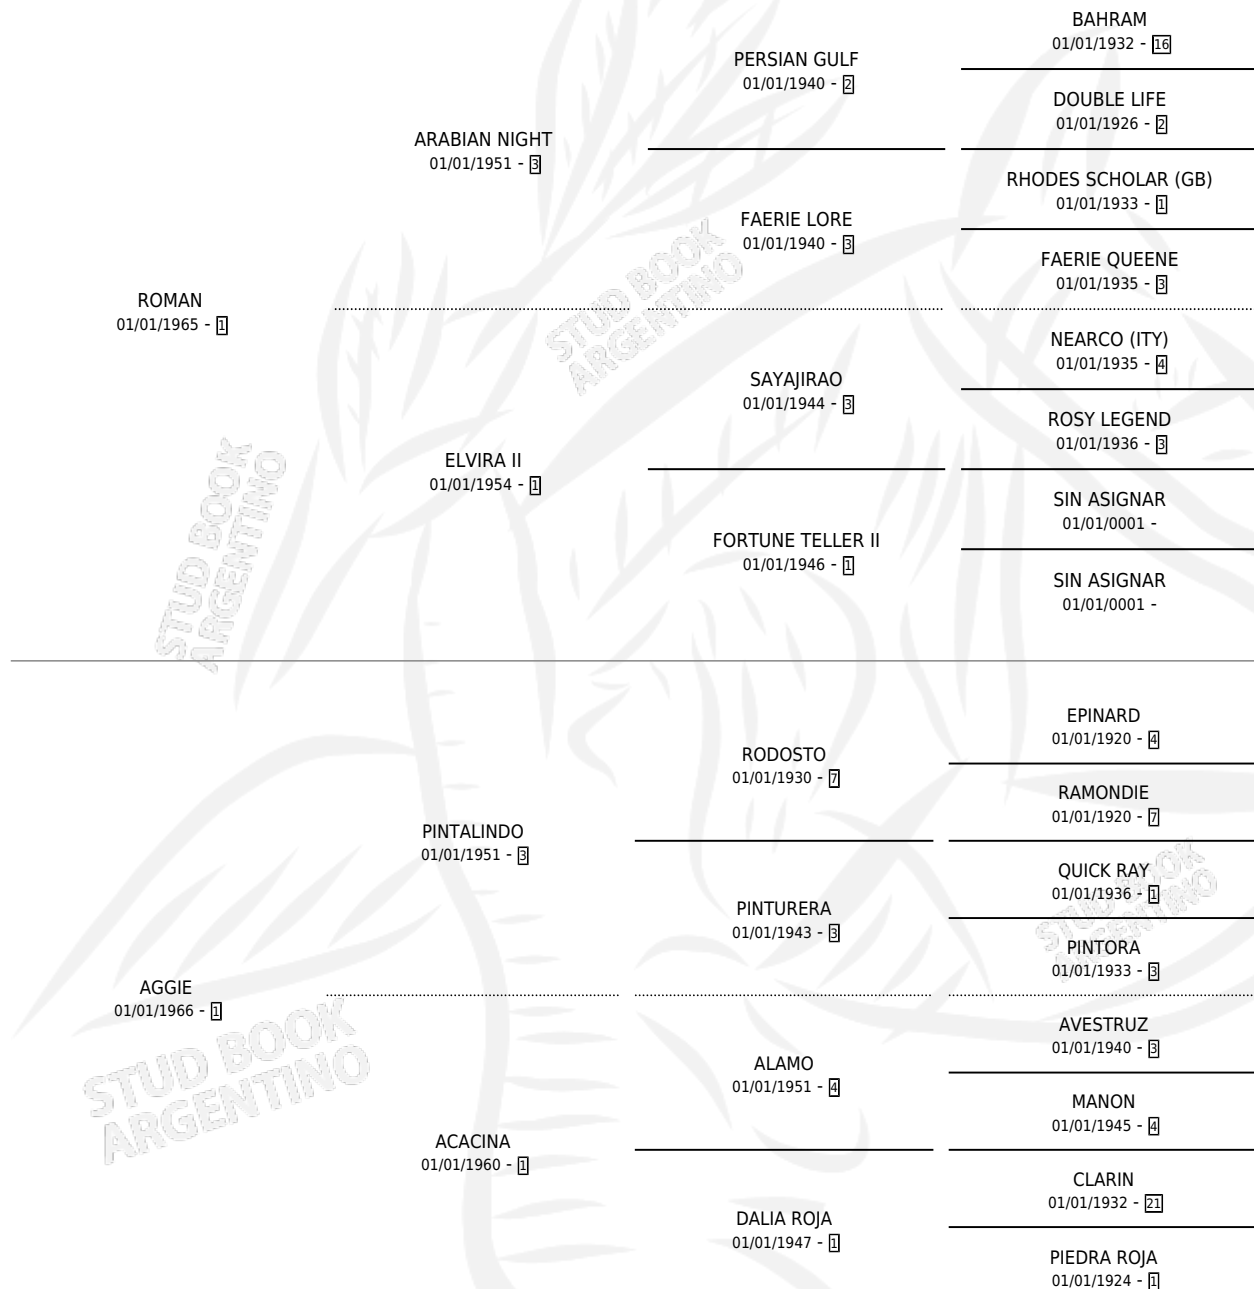 BAHRAM
01/01/1932 - 16
PERSIAN GULF
01/01/1940 - 2
DOUBLE LIFE
01/01/1926 - 2
ARABIAN NIGHT
01/01/1951 - 3
RHODES SCHOLAR (GB)
01/01/1933 - 1
FAERIE LORE
01/01/1940 - 3
FAERIE QUEENE
01/01/1935 - 3
ROMAN
01/01/1965 - 1
NEARCO (ITY)
01/01/1935 - 4
SAYAJIRAO
01/01/1944 - 3
ROSY LEGEND
01/01/1936 - 3
ELVIRA II
01/01/1954 - 1
SIN ASIGNAR
01/01/0001 -
FORTUNE TELLER II
01/01/1946 - 1
SIN ASIGNAR
01/01/0001 -
EPINARD
01/01/1920 - 4
RODOSTO
01/01/1930 - 7
RAMONDIE
01/01/1920 - 7
PINTALINDO
01/01/1951 - 3
QUICK RAY
01/01/1936 - 1
PINTURERA
01/01/1943 - 3
PINTORA
01/01/1933 - 3
AGGIE
01/01/1966 - 1
AVESTRUZ
01/01/1940 - 3
ALAMO
01/01/1951 - 4
MANON
01/01/1945 - 4
ACACINA
01/01/1960 - 1
CLARIN
01/01/1932 - 21
DALIA ROJA
01/01/1947 - 1
PIEDRA ROJA
01/01/1924 - 1
STUD BOOK
ARGENTINO
STUD BOOK
ARGENTINO
STUD BOOK
ARGENTINO
STUD BOOK
ARGENTINO